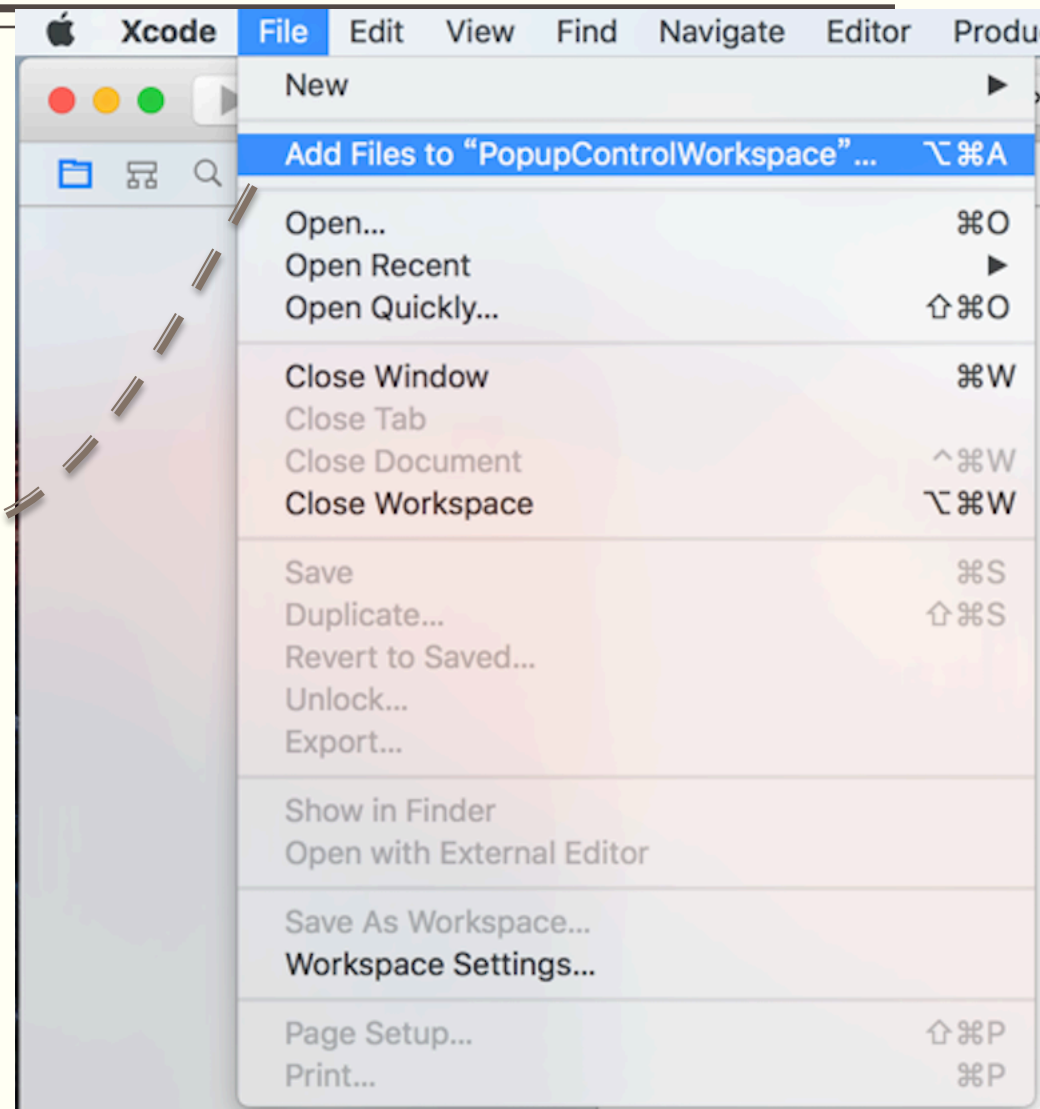 Xcode File Edit View Find Navigate Editor Produ
New ▶
Add Files to “PopupControlWorkspace”... ⌥⌘A
Open... ⌘O
Open Recent ▶
Open Quickly... ⇧⌘O
Close Window ⌘W
Close Tab
Close Document ^⌘W
Close Workspace ⌥⌘W
Save ⌘S
Duplicate... ⇧⌘S
Revert to Saved...
Unlock...
Export...
Show in Finder
Open with External Editor
Save As Workspace...
Workspace Settings...
Page Setup... ⇧⌘P
Print... ⌘P